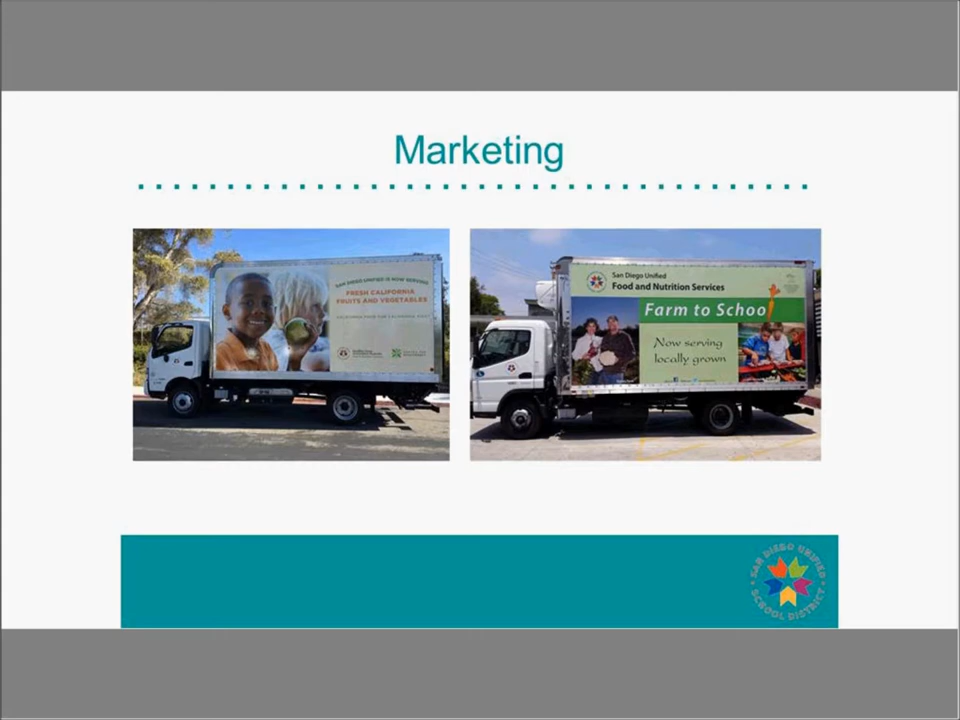 Marketing
SAN DIEGO UNIFIED IS NOW SERVING
FRESH CALIFORNIA
FRUITS AND VEGETABLES
San Diego Unified
Food and Nutrition Services
Farm to School
Now serving
locally grown
SAN DIEGO UNIFIED
SCHOOL DISTRICT